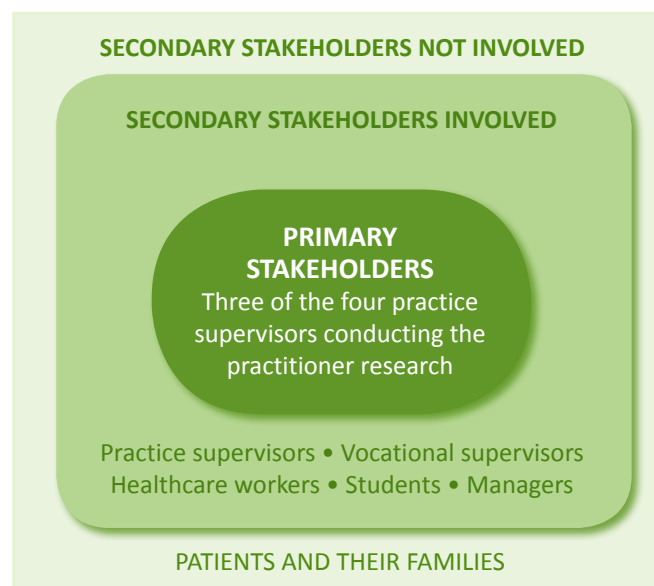 SECONDARY STAKEHOLDERS NOT INVOLVED
SECONDARY STAKEHOLDERS INVOLVED
PRIMARY
STAKEHOLDERS
Three of the four practice
supervisors conducting the
practitioner research
Practice supervisors • Vocational supervisors
Healthcare workers • Students • Managers
PATIENTS AND THEIR FAMILIES